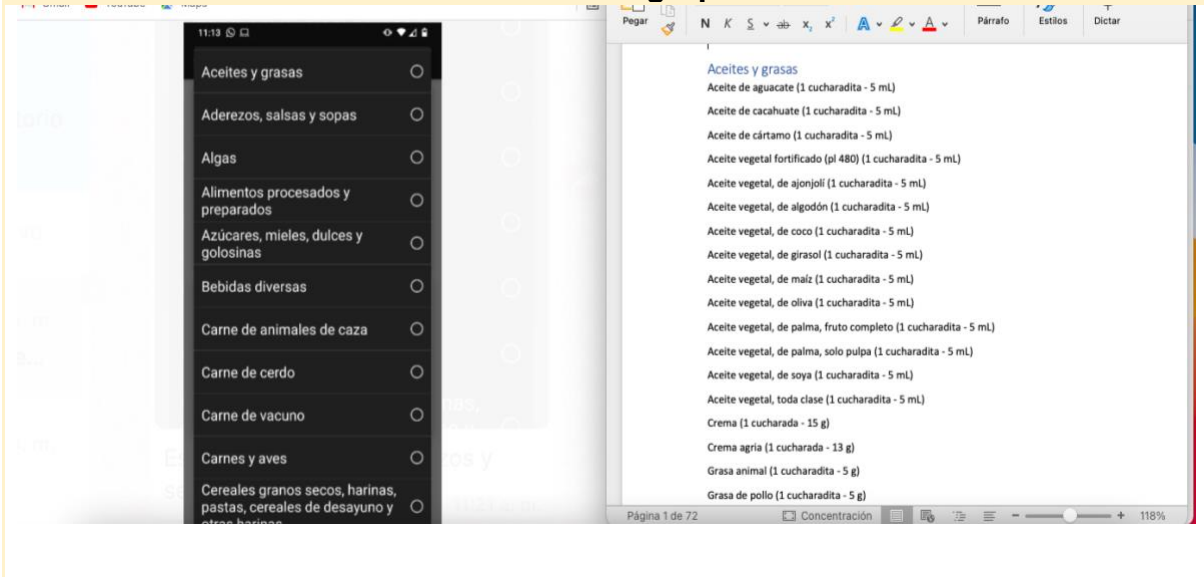 11:13
Aceites y grasas
Aderezos, salsas y sopas
Algas
Alimentos procesados y
preparados
Azúcares, mieles, dulces y
golosinas
Bebidas diversas
Carne de animales de caza
Carne de cerdo
Carne de vacuno
Carnes y aves
Cereales granos secos, harinas,
pastas, cereales de desayuno y
otras harinas
Pegar
N K S ab x, x² A A
Párrafo
Estilos
Dictar
Aceites y grasas
Aceite de aguacate (1 cucharadita - 5 mL)
Aceite de cacahuate (1 cucharadita - 5 mL)
Aceite de cártamo (1 cucharadita - 5 mL)
Aceite vegetal fortificado (pl 480) (1 cucharadita - 5 mL)
Aceite vegetal, de ajonjolí (1 cucharadita - 5 mL)
Aceite vegetal, de algodón (1 cucharadita - 5 mL)
Aceite vegetal, de coco (1 cucharadita - 5 mL)
Aceite vegetal, de girasol (1 cucharadita - 5 mL)
Aceite vegetal, de maíz (1 cucharadita - 5 mL)
Aceite vegetal, de oliva (1 cucharadita - 5 mL)
Aceite vegetal, de palma, fruto completo (1 cucharadita - 5 mL)
Aceite vegetal, de palma, solo pulpa (1 cucharadita - 5 mL)
Aceite vegetal, de soya (1 cucharadita - 5 mL)
Aceite vegetal, toda clase (1 cucharadita - 5 mL)
Crema (1 cucharada - 15 g)
Crema agria (1 cucharada - 13 g)
Grasa animal (1 cucharadita - 5 g)
Grasa de pollo (1 cucharadita - 5 g)
Página 1 de 72
Concentración
118%